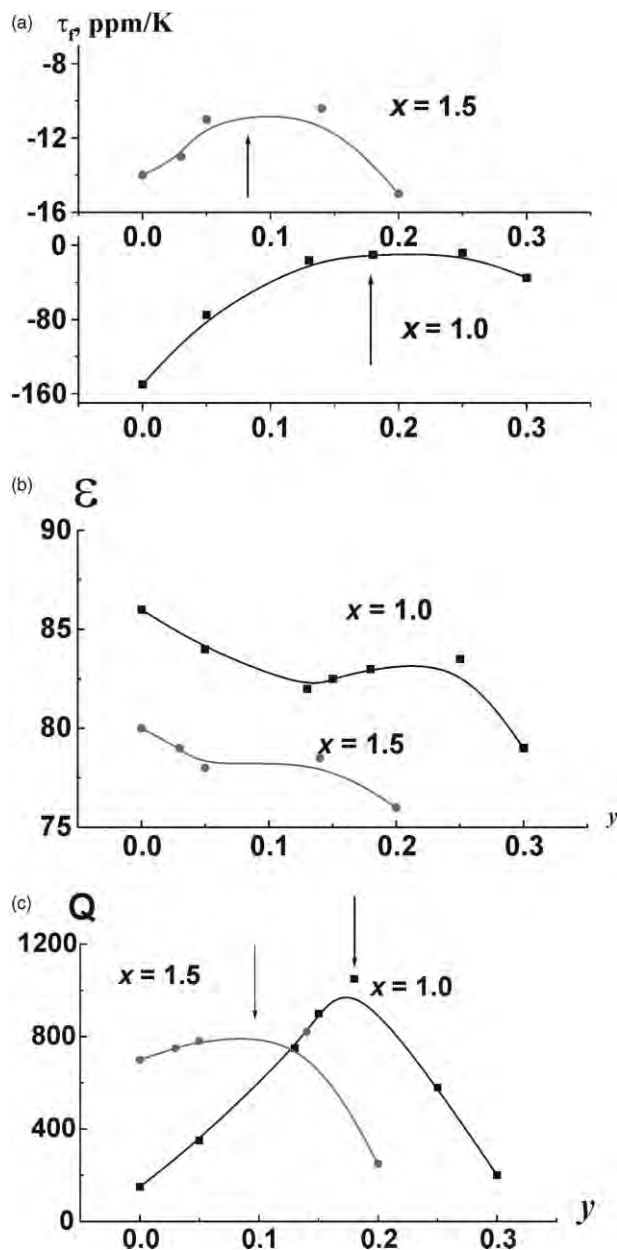 (a)
τf, ppm/K
-8
x = 1.5
-12
-16
0.0 0.1 0.2 0.3
0
-80
x = 1.0
-160
0.0 0.1 0.2 0.3
(b)
ε
90
x = 1.0
85
80
x = 1.5
75
y
0.0 0.1 0.2 0.3
(c)
Q
1200
x = 1.5
x = 1.0
800
400
0
y
0.0 0.1 0.2 0.3